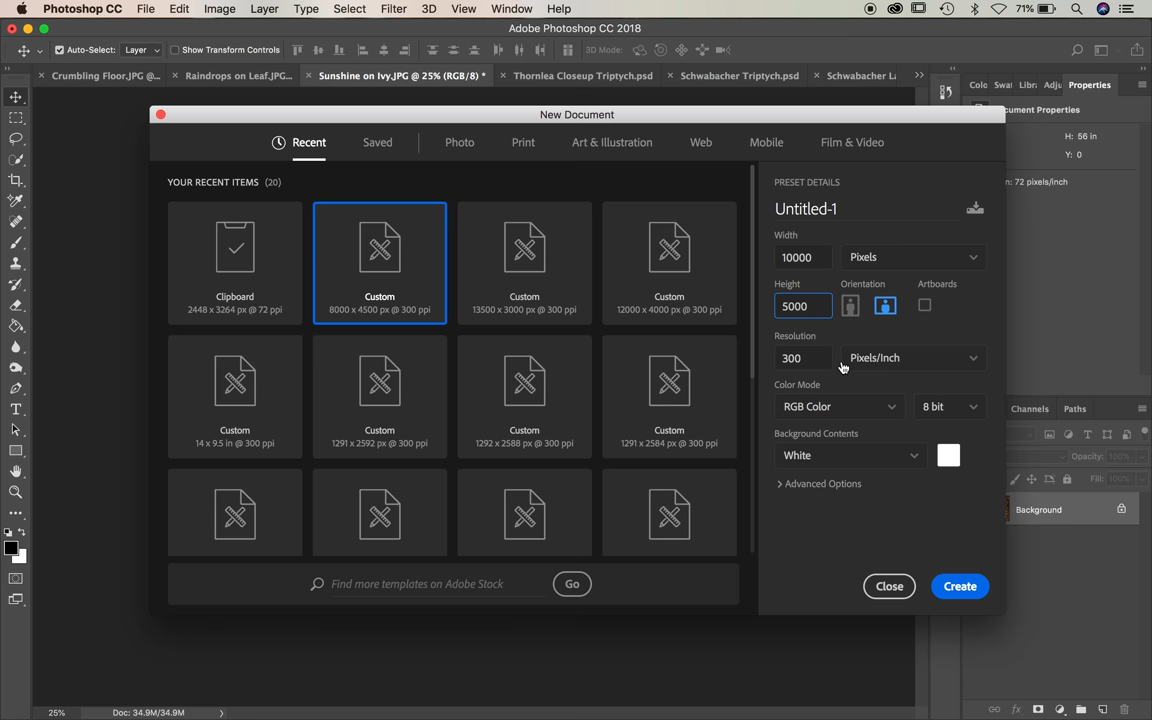 Photoshop CC File Edit Image Layer Type Select Filter 3D View Window Help 71%
Adobe Photoshop CC 2018
Auto-Select: Layer Show Transform Controls 3D Mode:
× Crumbling Floor.JPG @... × Raindrops on Leaf.JPG... × Sunshine on Ivy.JPG @ 25% (RGB/8) * × Thornlea Closeup Triptych.psd × Schwabacher Triptych.psd × Schwabacher La
Colo Swat Libra Adju Properties
New Document
cument Properties
H: 56 in
Y: 0
n: 72 pixels/inch
Recent Saved Photo Print Art & Illustration Web Mobile Film & Video
YOUR RECENT ITEMS (20)
Clipboard
2448 x 3264 px @ 72 ppi
Custom
8000 x 4500 px @ 300 ppi
Custom
13500 x 3000 px @ 300 ppi
Custom
12000 x 4000 px @ 300 ppi
Custom
14 x 9.5 in @ 300 ppi
Custom
1291 x 2592 px @ 300 ppi
Custom
1292 x 2588 px @ 300 ppi
Custom
1291 x 2584 px @ 300 ppi
Find more templates on Adobe Stock Go
PRESET DETAILS
Untitled-1
Width
10000 Pixels
Height Orientation Artboards
5000
Resolution
300 Pixels/Inch
Color Mode
RGB Color 8 bit
Background Contents
White
> Advanced Options
Close Create
Channels Paths
Opacity: 100%
Fill: 100%
Background
T
25% Doc: 34.9M/34.9M